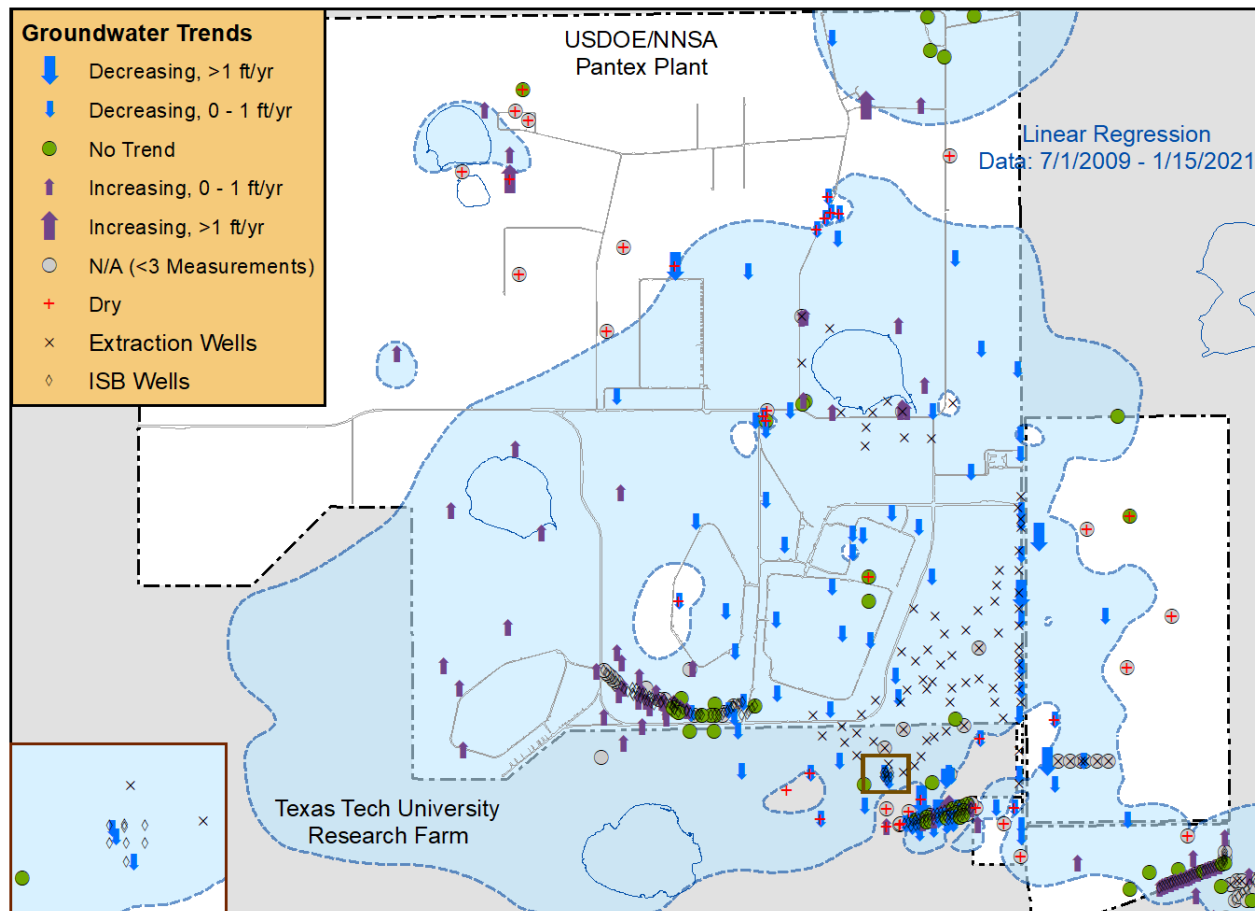 Groundwater Trends
Decreasing, >1 ft/yr
Decreasing, 0 - 1 ft/yr
No Trend
Increasing, 0 - 1 ft/yr
Increasing, >1 ft/yr
N/A (<3 Measurements)
Dry
Extraction Wells
ISB Wells
USDOE/NNSA
Pantex Plant
Linear Regression
Data: 7/1/2009 - 1/15/2021
Texas Tech University
Research Farm